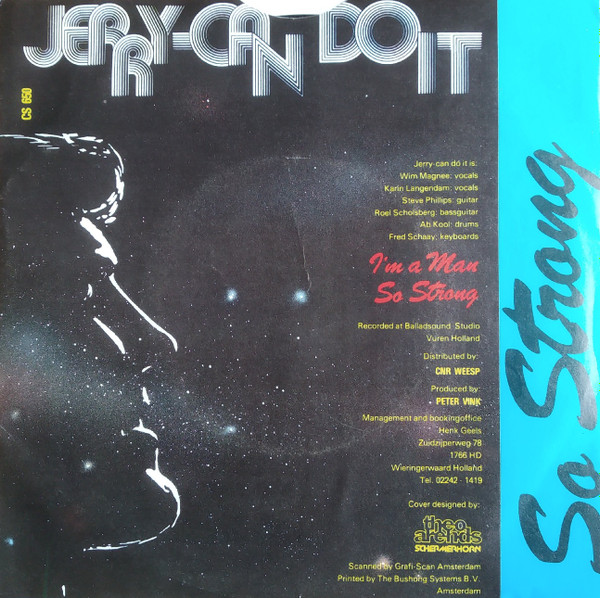 JERRY-CAN DO IT
CS 650
Jerry-can dó it is:
Wim Magnee: vocals
Karin Langendam: vocals
Steve Phillips: guitar
Roel Scholsberg: bassguitar
Ab Kool: drums
Fred Schaay: keyboards
I'm a Man
So Strong
Recorded at Balladsound Studio
Vuren Holland
Distributed by:
CNR WEESP
Produced by:
PETER VINK
Management and bookingoffice
Henk Geels
Zuidzijperweg 78
1766 HD
Wieringerwaard Holland
Tel. 02242 - 1419
Cover designed by:
theo
arends
SCHERMERHORN
Scanned by Grafi-Scan Amsterdam
Printed by The Bushong Systems B.V.
Amsterdam
So Strong